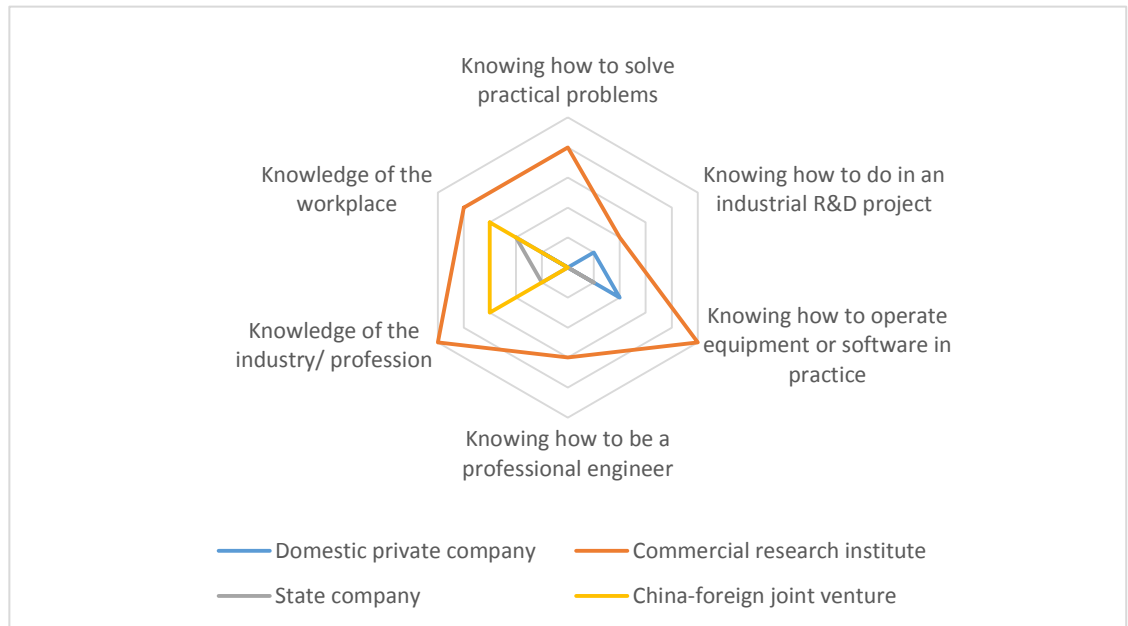 Knowing how to solve
practical problems
Knowledge of the
workplace
Knowing how to do in an
industrial R&D project
Knowledge of the
industry/ profession
Knowing how to operate
equipment or software in
practice
Knowing how to be a
professional engineer
Domestic private company
Commercial research institute
State company
China-foreign joint venture